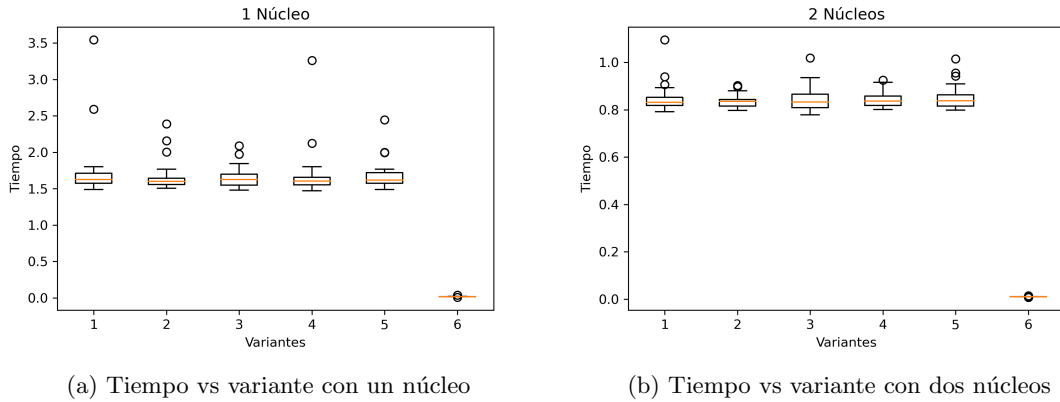 1 Núcleo
3.5
3.0
2.5
2.0
1.5
1.0
0.5
0.0
Tiempo
1 2 3 4 5 6
Variantes
(a) Tiempo vs variante con un núcleo
2 Núcleos
1.0
0.8
0.6
0.4
0.2
0.0
Tiempo
1 2 3 4 5 6
Variantes
(b) Tiempo vs variante con dos núcleos